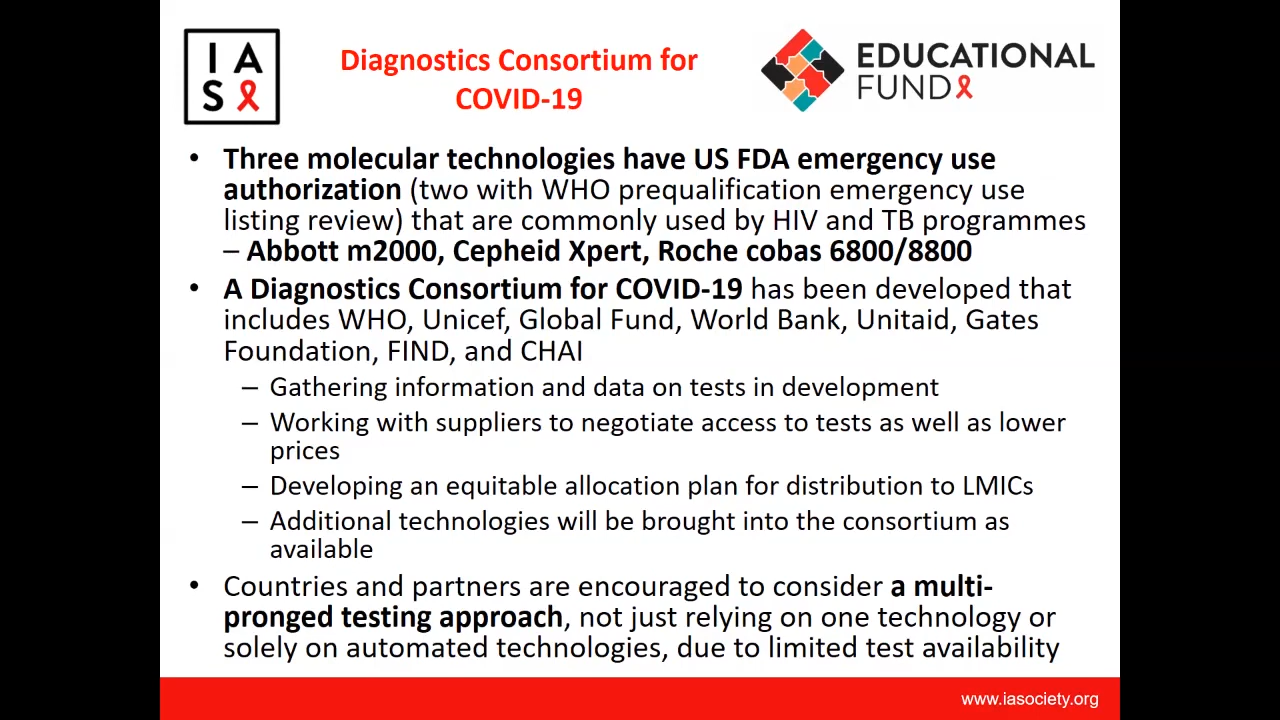 IAS
Diagnostics Consortium for
COVID-19
EDUCATIONAL
FUND
• Three molecular technologies have US FDA emergency use
authorization (two with WHO prequalification emergency use
listing review) that are commonly used by HIV and TB programmes
– Abbott m2000, Cepheid Xpert, Roche cobas 6800/8800
• A Diagnostics Consortium for COVID-19 has been developed that
includes WHO, Unicef, Global Fund, World Bank, Unitaid, Gates
Foundation, FIND, and CHAI
– Gathering information and data on tests in development
– Working with suppliers to negotiate access to tests as well as lower
prices
– Developing an equitable allocation plan for distribution to LMICs
– Additional technologies will be brought into the consortium as
available
• Countries and partners are encouraged to consider a multi-
pronged testing approach, not just relying on one technology or
solely on automated technologies, due to limited test availability
www.iasociety.org